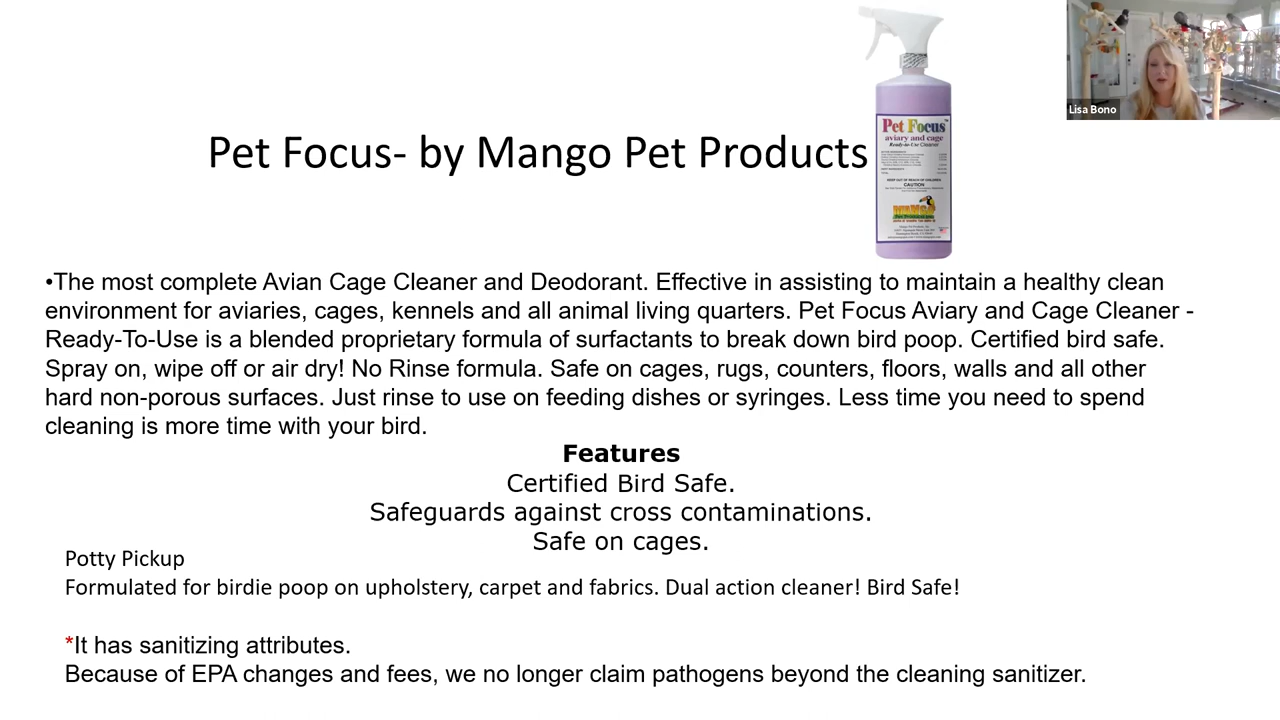 Lisa Bono
Pet Focus- by Mango Pet Products
Pet Focus
aviary and cage
Ready-to-Use Cleaner
KEEP OUT OF REACH OF CHILDREN
CAUTION
•The most complete Avian Cage Cleaner and Deodorant. Effective in assisting to maintain a healthy clean
environment for aviaries, cages, kennels and all animal living quarters. Pet Focus Aviary and Cage Cleaner -
Ready-To-Use is a blended proprietary formula of surfactants to break down bird poop. Certified bird safe.
Spray on, wipe off or air dry! No Rinse formula. Safe on cages, rugs, counters, floors, walls and all other
hard non-porous surfaces. Just rinse to use on feeding dishes or syringes. Less time you need to spend
cleaning is more time with your bird.
Features
Certified Bird Safe.
Safeguards against cross contaminations.
Safe on cages.
Potty Pickup
Formulated for birdie poop on upholstery, carpet and fabrics. Dual action cleaner! Bird Safe!
*It has sanitizing attributes.
Because of EPA changes and fees, we no longer claim pathogens beyond the cleaning sanitizer.